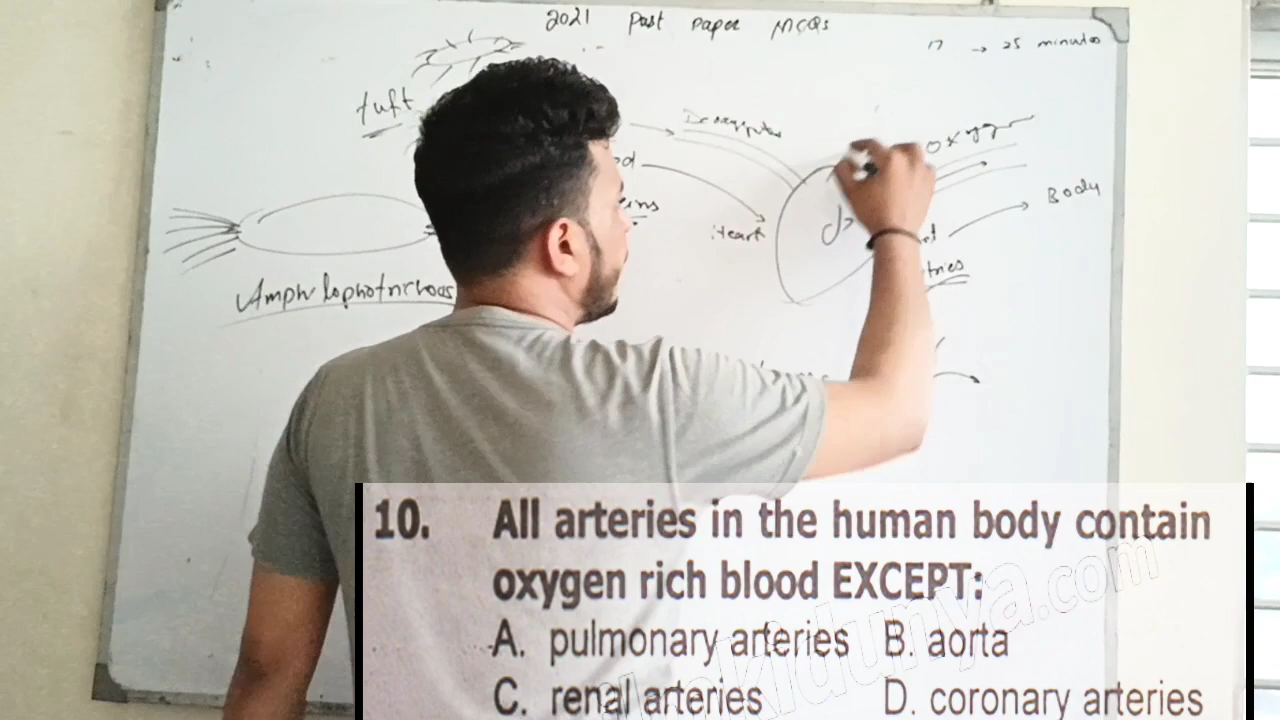 2021 Past Paper MCQs
17 → 25 minutes
tuft
oxygen
Body
Heart
Amphilophotrichous
10. All arteries in the human body contain
oxygen rich blood EXCEPT:
A. pulmonary arteries B. aorta
C. renal arteries D. coronary arteries